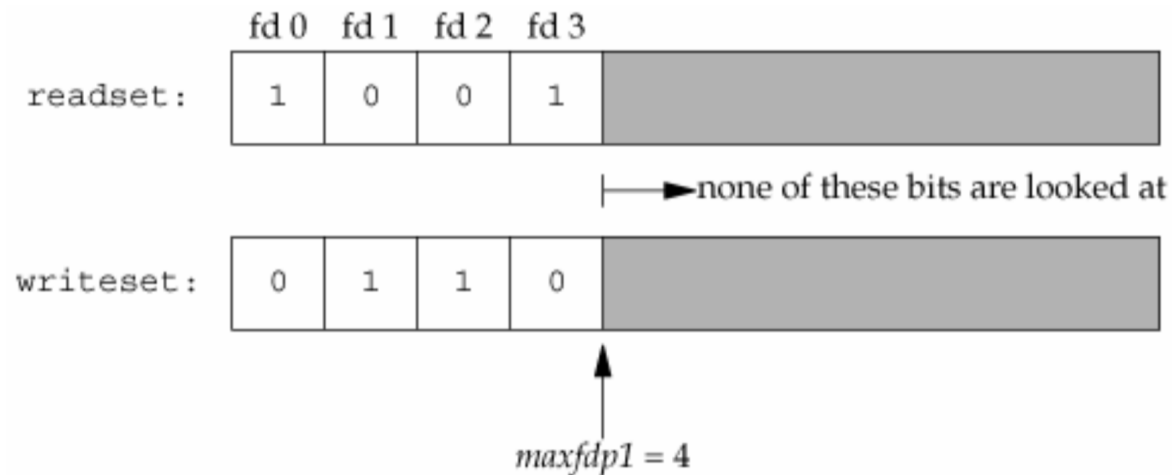 fd 0 fd 1 fd 2 fd 3
readset: 1 0 0 1
none of these bits are looked at
writeset: 0 1 1 0
maxfdp1 = 4